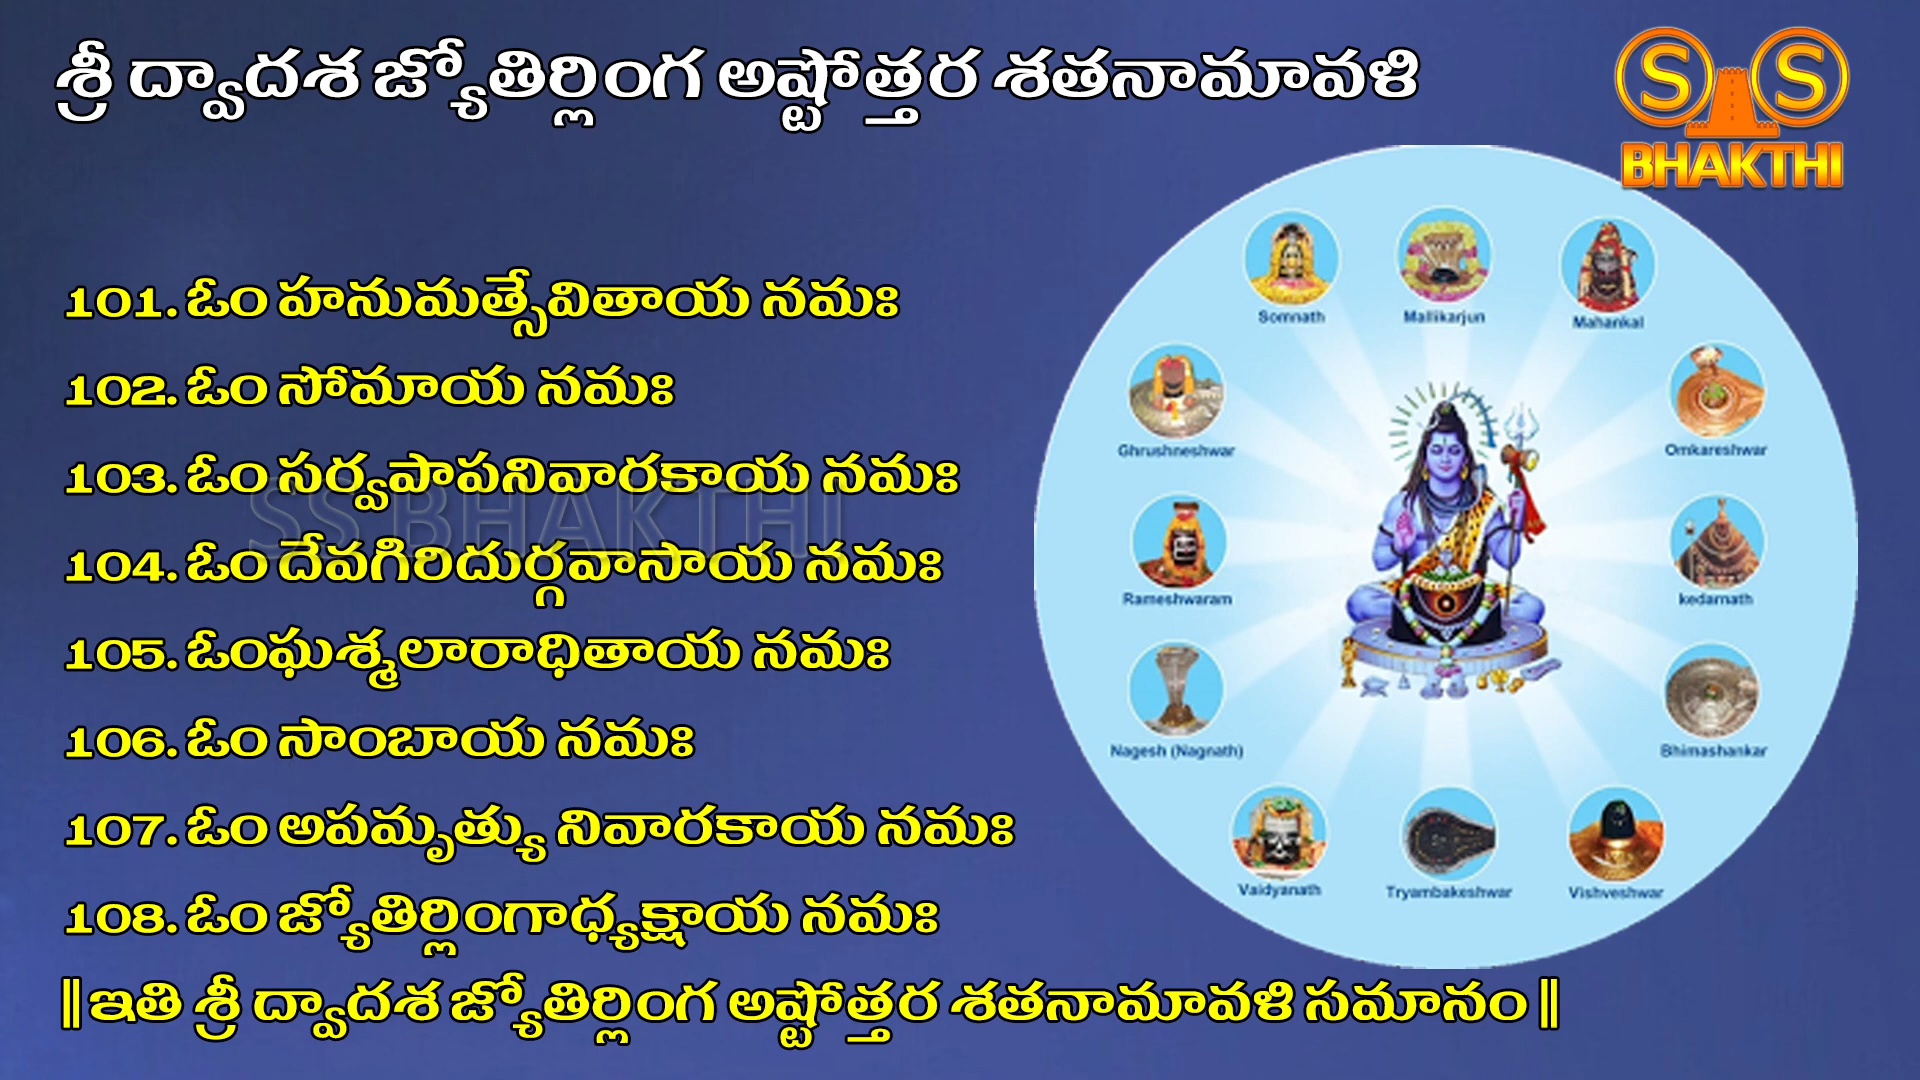 శ్రీ ద్వాదశ జ్యోతిర్లింగ అష్టోత్తర శతనామావళి
S S
BHAKTHI
101. ఓం హనుమత్సేవితాయ నమః
102. ఓం సోమాయ నమః
103. ఓం సర్వపాపనివారకాయ నమః
104. ఓం దేవగిరిదుర్గవాసాయ నమః
105. ఓంఘశ్మలారాధితాయ నమః
106. ఓం సాంబాయ నమః
107. ఓం అపమృత్యు నివారకాయ నమః
108. ఓం జ్యోతిర్లింగాధ్యక్షాయ నమః
|| ఇతి శ్రీ ద్వాదశ జ్యోతిర్లింగ అష్టోత్తర శతనామావళి సమానం ||
SS BHAKTHI
Somnath
Mallikarjun
Mahankal
Ghrushneshwar
Omkareshwar
Rameshwaram
kedarnath
Nagesh (Nagnath)
Bhimashankar
Vaidyanath
Tryambakeshwar
Vishveshwar